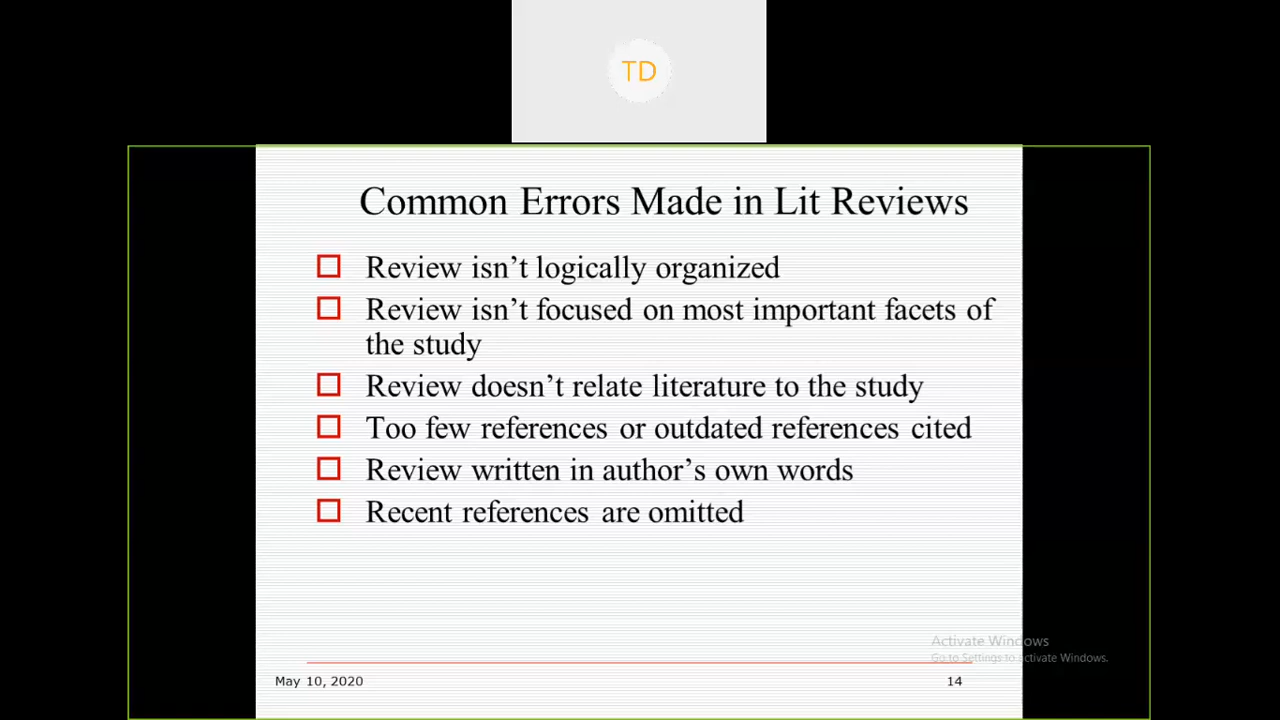 TD
Common Errors Made in Lit Reviews
Review isn’t logically organized
Review isn’t focused on most important facets of
the study
Review doesn’t relate literature to the study
Too few references or outdated references cited
Review written in author’s own words
Recent references are omitted
Activate Windows
Go to Settings to activate Windows.
May 10, 2020
14